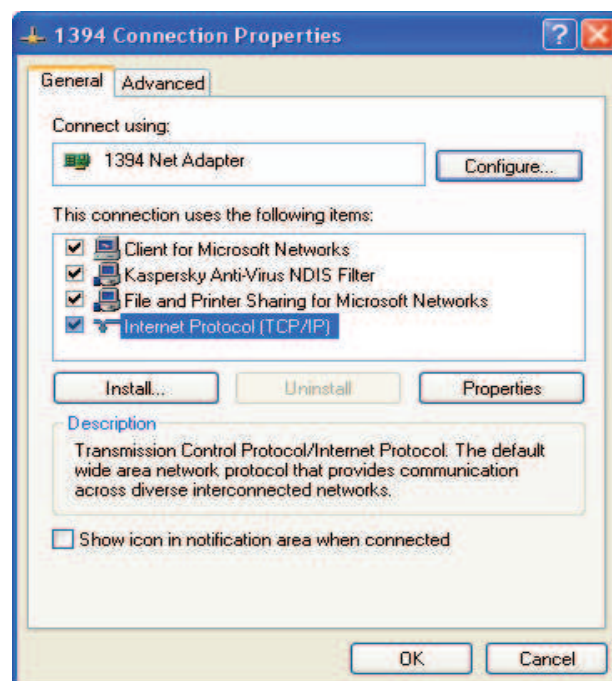 1394 Connection Properties
?
General Advanced
Connect using:
1394 Net Adapter
Configure...
This connection uses the following items:
Client for Microsoft Networks
Kaspersky Anti-Virus NDIS Filter
File and Printer Sharing for Microsoft Networks
Internet Protocol (TCP/IP)
Install... Uninstall Properties
Description
Transmission Control Protocol/Internet Protocol. The default
wide area network protocol that provides communication
across diverse interconnected networks.
Show icon in notification area when connected
OK Cancel